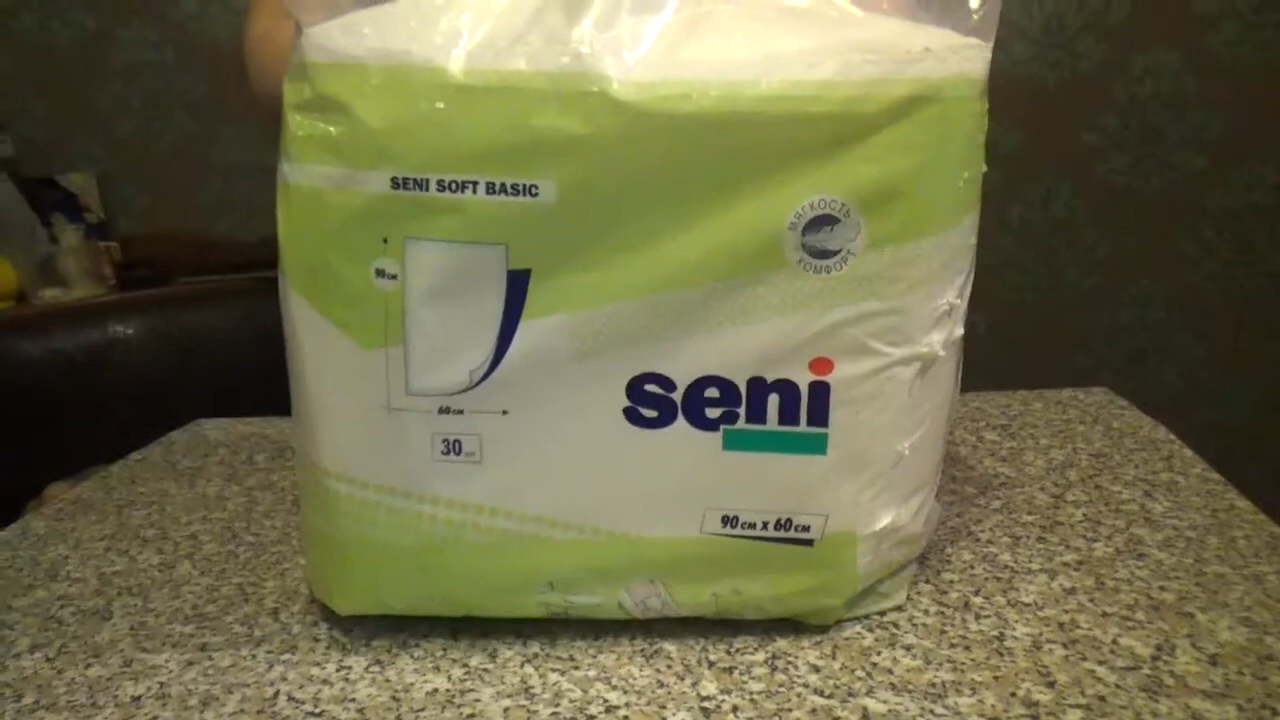 SENI SOFT BASIC
МЯГКОСТЬ
КОМФОРТ
90 см
60 см
30
seni
90 см x 60 см